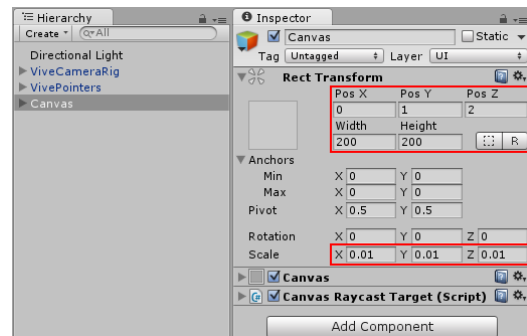 Hierarchy
Create
All
Directional Light
ViveCameraRig
VivePointers
Canvas
Inspector
Canvas
Static
Tag Untagged Layer UI
Rect Transform
Pos X Pos Y Pos Z
0 1 2
Width Height
200 200 R
Anchors
Min X 0 Y 0
Max X 0 Y 0
Pivot X 0.5 Y 0.5
Rotation X 0 Y 0 Z 0
Scale X 0.01 Y 0.01 Z 0.01
Canvas
Canvas Raycast Target (Script)
Add Component